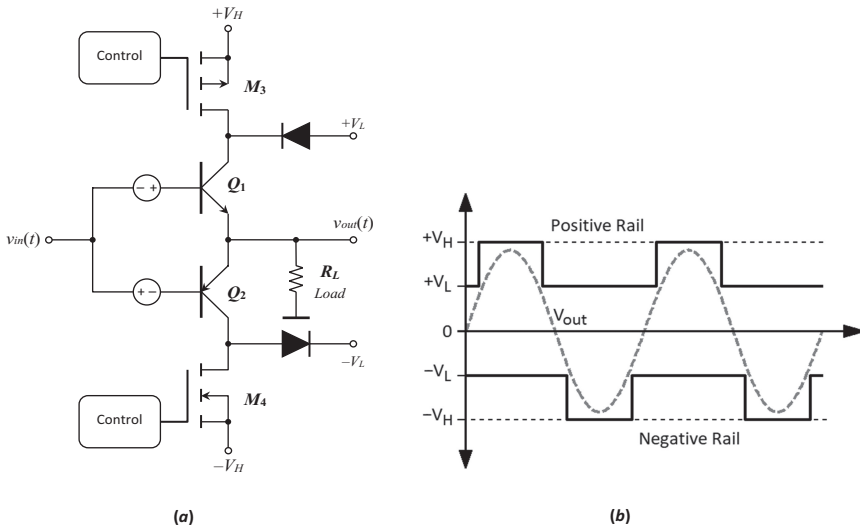 +V_H
Control
M_3
+V_L
− +
Q_1
v_in(t)
v_out(t)
+ −
Q_2
R_L
Load
−V_L
M_4
Control
−V_H
(a)
+V_H
Positive Rail
+V_L
V_out
0
−V_L
−V_H
Negative Rail
(b)